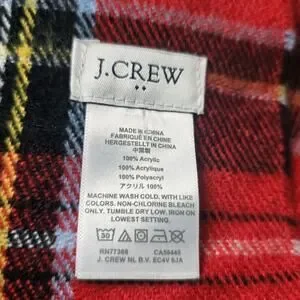 J.CREW
MADE IN CHINA
FABRIQUÉ EN CHINE
HERGESTELLT IN CHINA
中国製
100% Acrylic
100% Acrylique
100% Polyacryl
アクリル 100%
MACHINE WASH COLD. WITH LIKE
COLORS. NON-CHLORINE BLEACH
ONLY. TUMBLE DRY LOW. IRON ON
LOWEST SETTING.
30
RN77388 CA59445
J. CREW NL B.V. EC4V 6JA